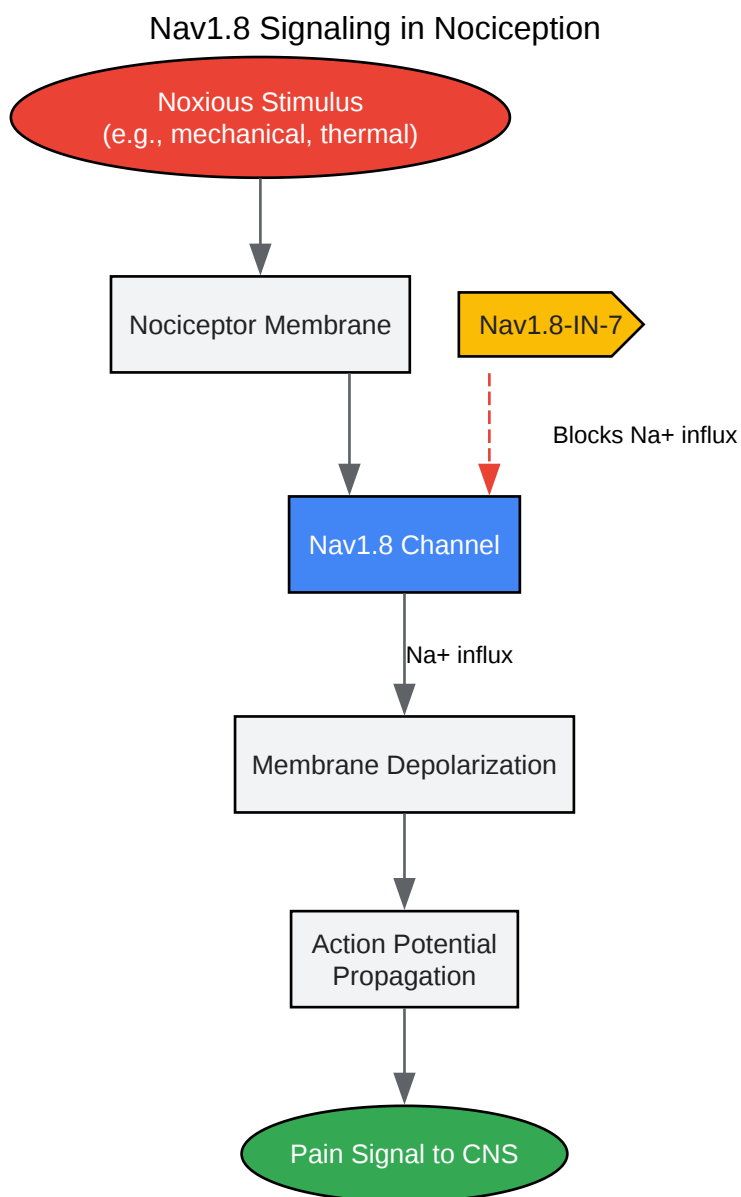 Nav1.8 Signaling in Nociception
Noxious Stimulus
(e.g., mechanical, thermal)
Nociceptor Membrane
Nav1.8-IN-7
Blocks Na+ influx
Nav1.8 Channel
Na+ influx
Membrane Depolarization
Action Potential
Propagation
Pain Signal to CNS